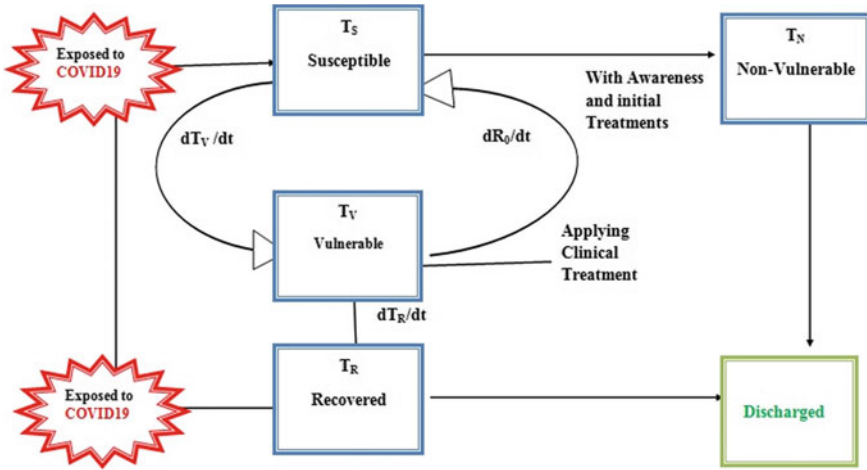 Exposed to
COVID19
T_S
Susceptible
T_N
Non-Vulnerable
With Awareness
and initial
Treatments
dT_V /dt
dR_0/dt
T_V
Vulnerable
Applying
Clinical
Treatment
dT_R/dt
Exposed to
COVID19
T_R
Recovered
Discharged